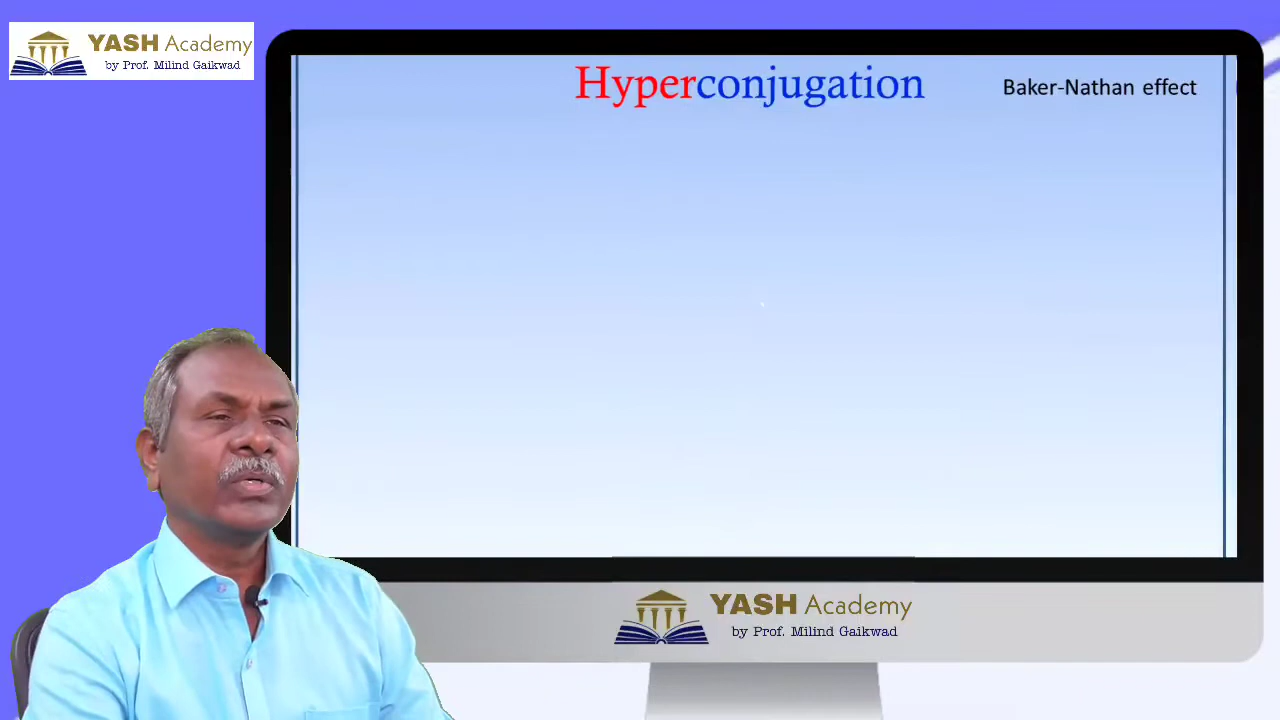 YASH Academy
by Prof. Milind Gaikwad
Hyperconjugation
Baker-Nathan effect
YASH Academy
by Prof. Milind Gaikwad